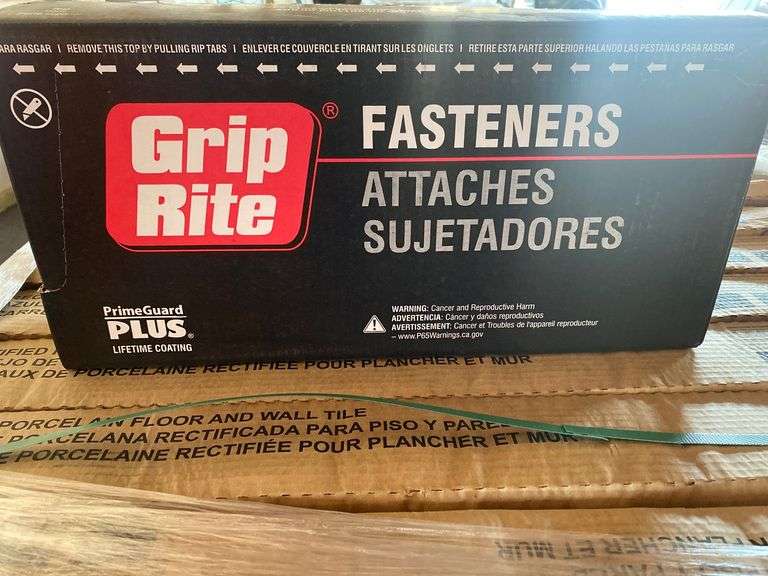 ARA RASGAR | REMOVE THIS TOP BY PULLING RIP TABS | ENLEVER CE COUVERCLE EN TIRANT SUR LES ONGLETS | RETIRE ESTA PARTE SUPERIOR HALANDO LAS PESTAÑAS PARA RASGAR
Grip
Rite®
FASTENERS
ATTACHES
SUJETADORES
PrimeGuard
PLUS®
LIFETIME COATING
WARNING: Cancer and Reproductive Harm
ADVERTENCIA: Cáncer y daños reproductivos
AVERTISSEMENT: Cancer et Troubles de l'appareil reproducteur
– www.P65Warnings.ca.gov
AUX DE PORCELAINE RECTIFIÉE POUR PLANCHER ET MUR
PORCELAIN FLOOR AND WALL TILE
PORCELANA RECTIFICADA PARA PISO Y PARE
PORCELAINE RECTIFIÉE POUR PLANCHER ET MUR
PLANCHER ET MUR